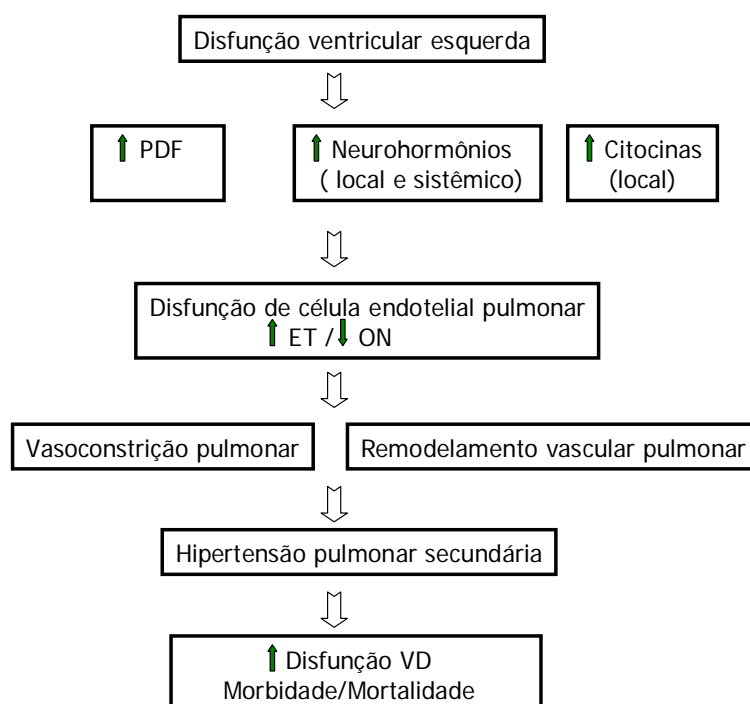 Disfunção ventricular esquerda
PDF
Neurohormônios
( local e sistêmico)
Citocinas
(local)
Disfunção de célula endotelial pulmonar
ET / ON
Vasoconstrição pulmonar
Remodelamento vascular pulmonar
Hipertensão pulmonar secundária
Disfunção VD
Morbidade/Mortalidade